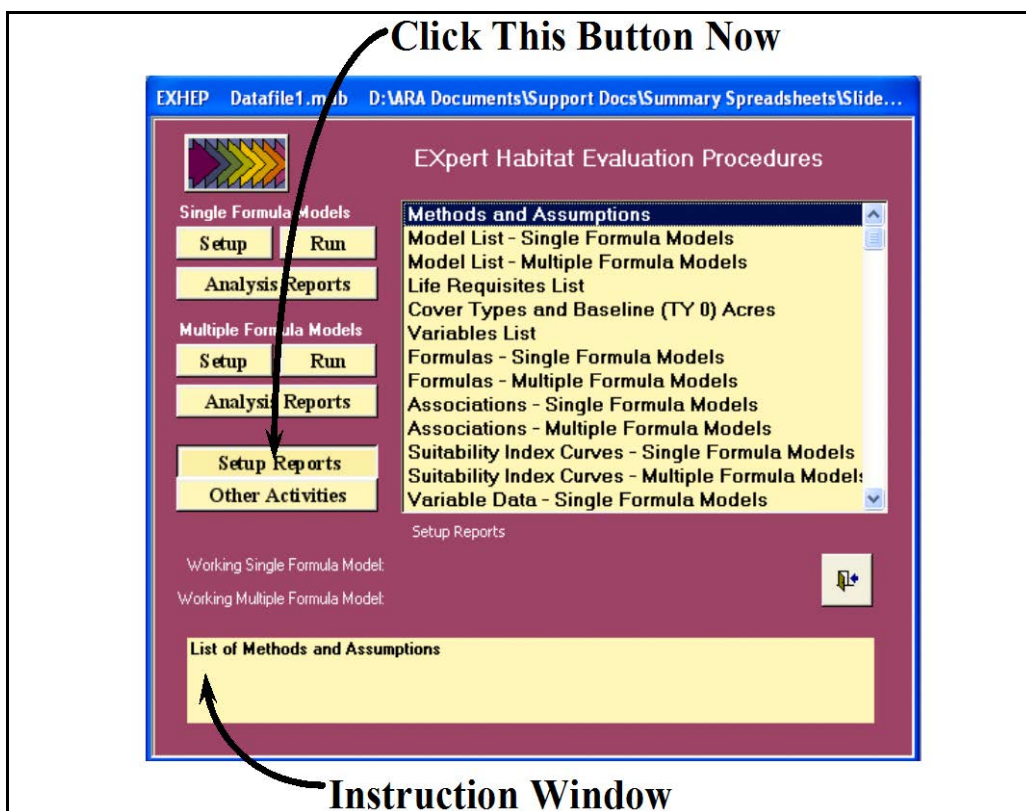 Click This Button Now
EXHEP Datafile1.mdb D:\ARA Documents\Support Docs\Summary Spreadsheets\Slide...
EXpert Habitat Evaluation Procedures
Single Formula Models
Setup Run
Analysis Reports
Multiple Formula Models
Setup Run
Analysis Reports
Setup Reports
Other Activities
Methods and Assumptions
Model List - Single Formula Models
Model List - Multiple Formula Models
Life Requisites List
Cover Types and Baseline (TY 0) Acres
Variables List
Formulas - Single Formula Models
Formulas - Multiple Formula Models
Associations - Single Formula Models
Associations - Multiple Formula Models
Suitability Index Curves - Single Formula Models
Suitability Index Curves - Multiple Formula Models
Variable Data - Single Formula Models
Setup Reports
Working Single Formula Model:
Working Multiple Formula Model:
List of Methods and Assumptions
Instruction Window